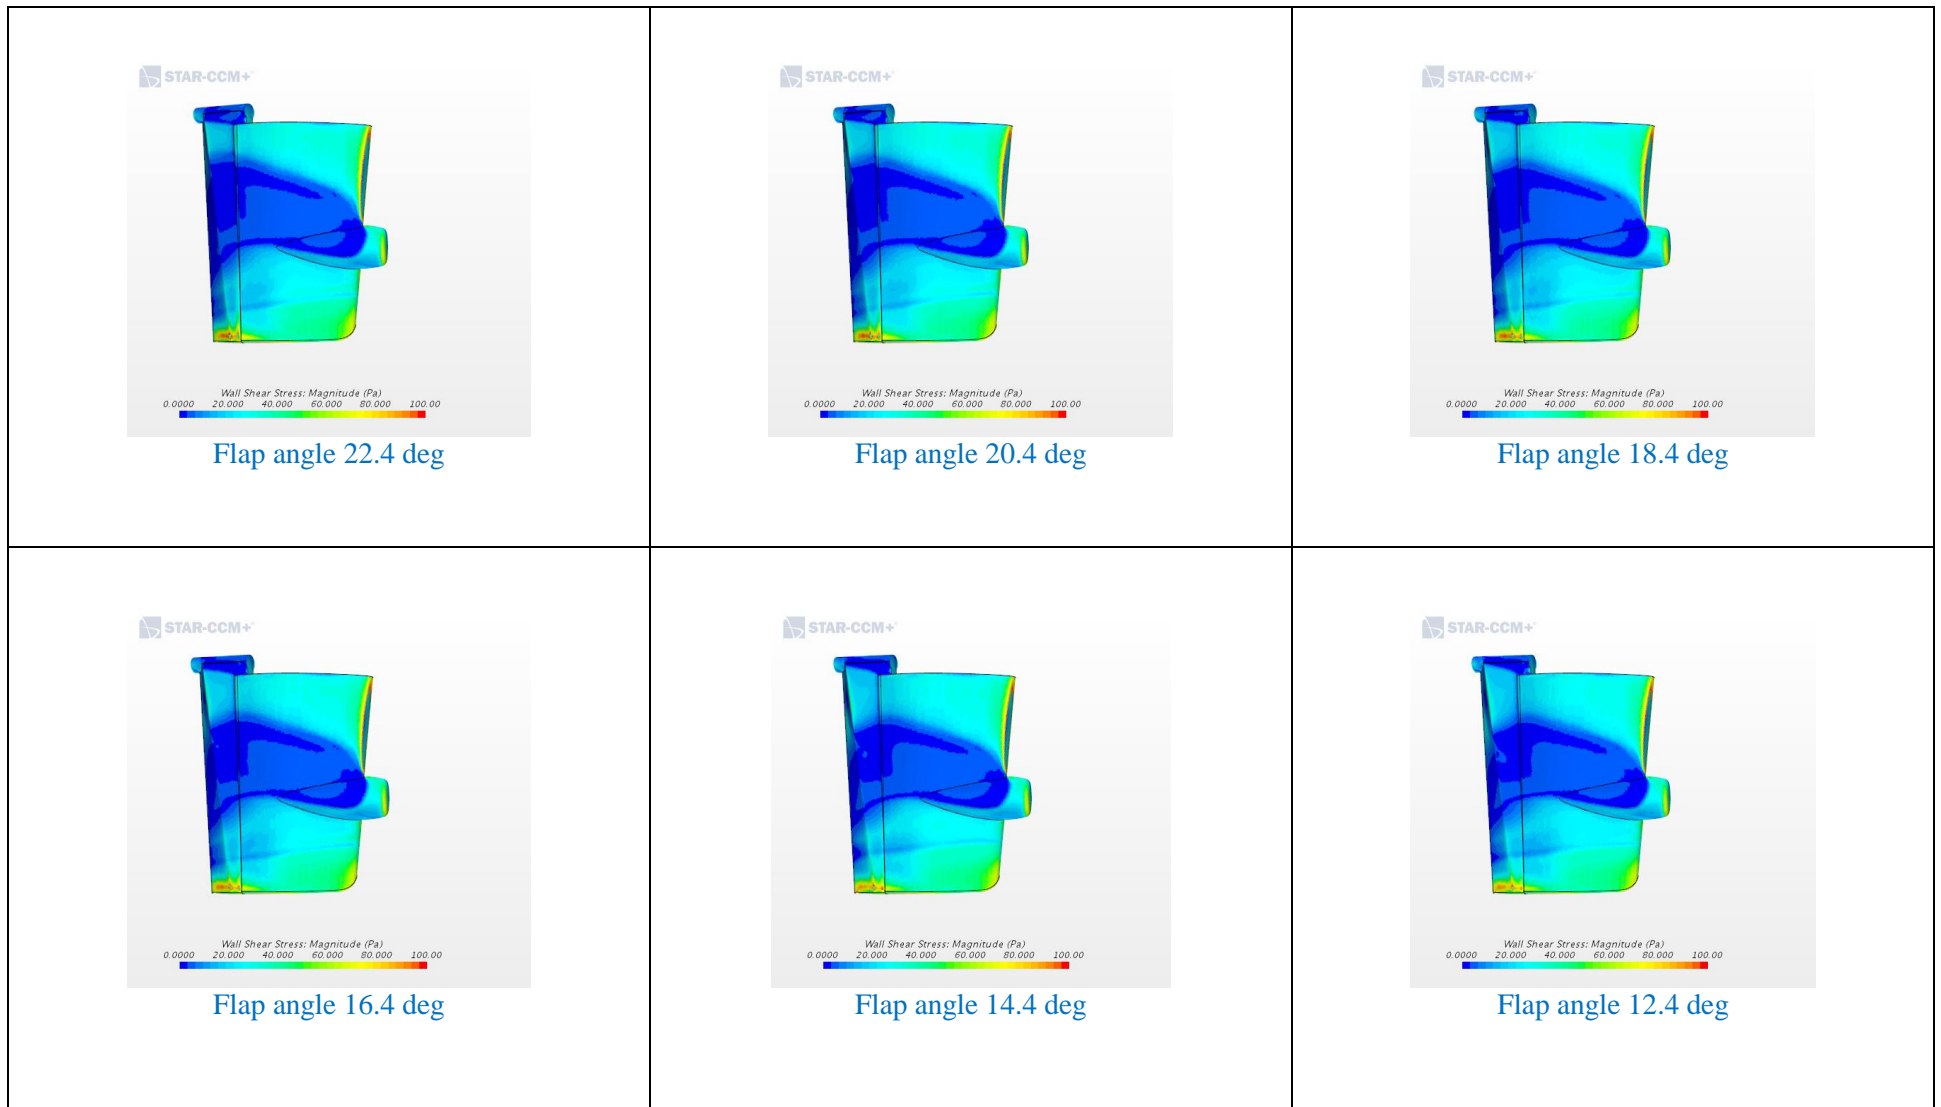 STAR-CCM+
Wall Shear Stress: Magnitude (Pa)
0.0000 20.000 40.000 60.000 80.000 100.00
Flap angle 22.4 deg
STAR-CCM+
Wall Shear Stress: Magnitude (Pa)
0.0000 20.000 40.000 60.000 80.000 100.00
Flap angle 20.4 deg
STAR-CCM+
Wall Shear Stress: Magnitude (Pa)
0.0000 20.000 40.000 60.000 80.000 100.00
Flap angle 18.4 deg
STAR-CCM+
Wall Shear Stress: Magnitude (Pa)
0.0000 20.000 40.000 60.000 80.000 100.00
Flap angle 16.4 deg
STAR-CCM+
Wall Shear Stress: Magnitude (Pa)
0.0000 20.000 40.000 60.000 80.000 100.00
Flap angle 14.4 deg
STAR-CCM+
Wall Shear Stress: Magnitude (Pa)
0.0000 20.000 40.000 60.000 80.000 100.00
Flap angle 12.4 deg